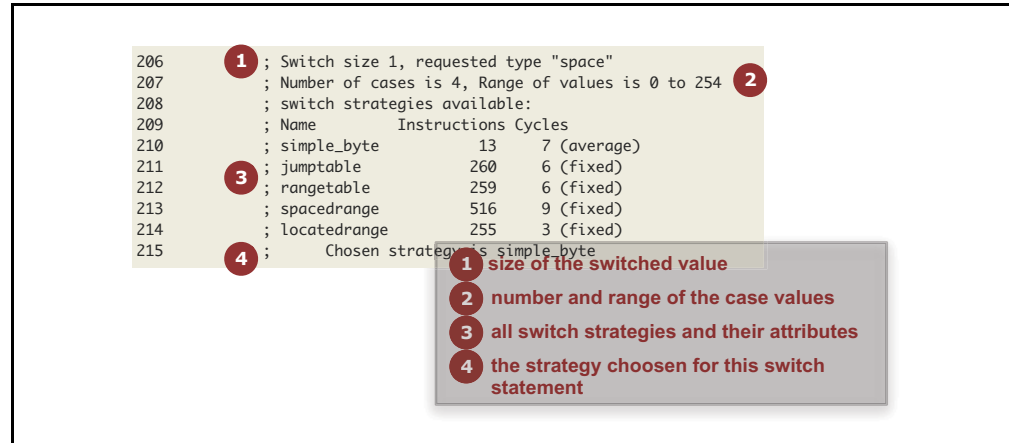 206 1 ; Switch size 1, requested type "space"
207 ; Number of cases is 4, Range of values is 0 to 254 2
208 ; switch strategies available:
209 ; Name Instructions Cycles
210 ; simple_byte 13 7 (average)
211 ; jumptable 260 6 (fixed)
3
212 ; rangetable 259 6 (fixed)
213 ; spacedrange 516 9 (fixed)
214 ; locatedrange 255 3 (fixed)
215 4 ; Chosen strategy is simple_byte
1 size of the switched value
2 number and range of the case values
3 all switch strategies and their attributes
4 the strategy choosen for this switch
statement